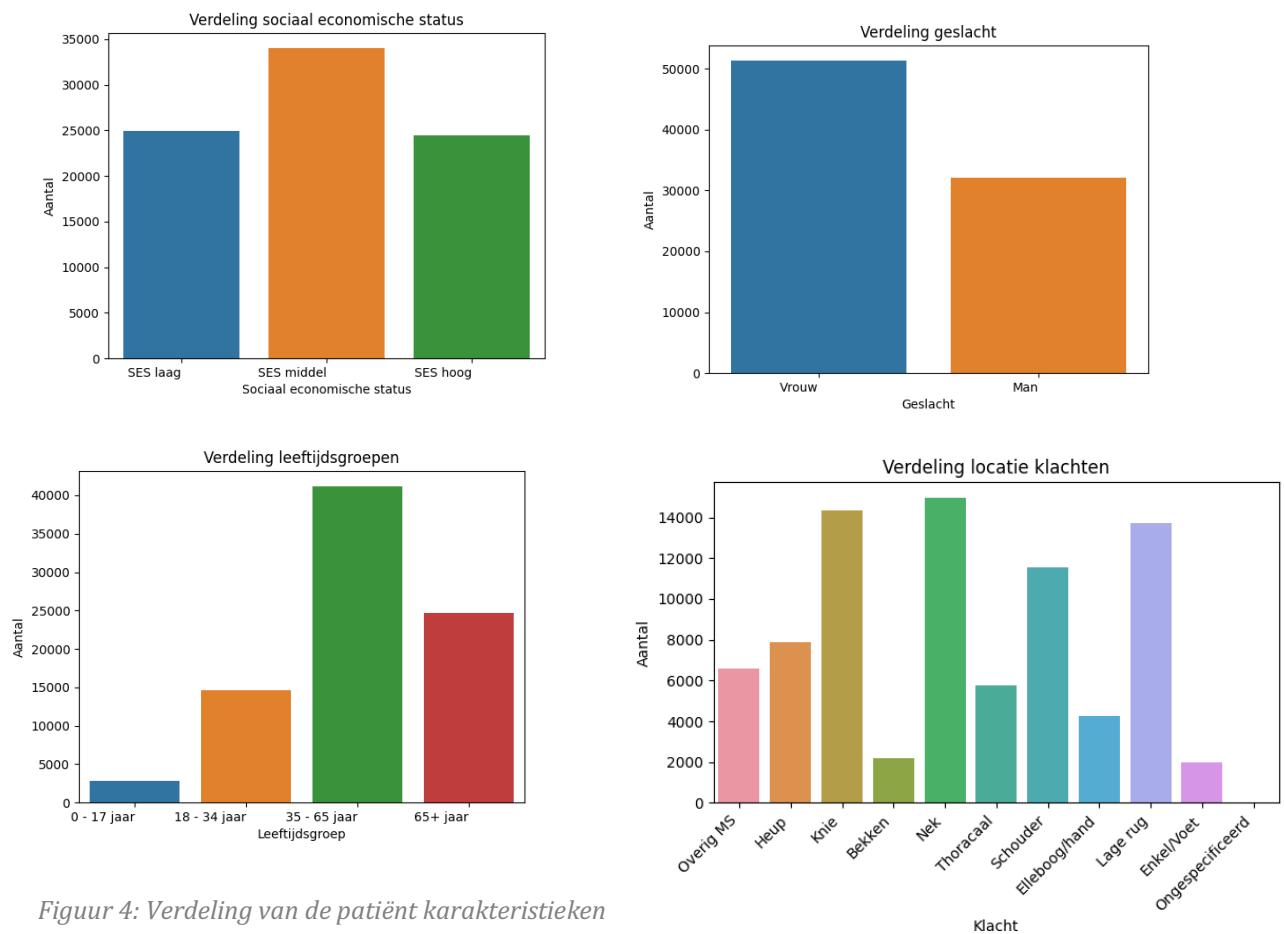 Verdeling sociaal economische status
35000
30000
25000
20000
15000
10000
5000
0
Aantal
SES laag SES middel SES hoog
Sociaal economische status
Verdeling geslacht
50000
40000
30000
20000
10000
0
Aantal
Vrouw Man
Geslacht
Verdeling leeftijdsgroepen
40000
35000
30000
25000
20000
15000
10000
5000
0
Aantal
0 - 17 jaar 18 - 34 jaar 35 - 65 jaar 65+ jaar
Leeftijdsgroep
Verdeling locatie klachten
14000
12000
10000
8000
6000
4000
2000
0
Aantal
Overig MS
Heup
Knie
Bekken
Nek
Thoracaal
Schouder
Elleboog/hand
Lage rug
Enkel/Voet
Ongespecificeerd
Klacht
Figuur 4: Verdeling van de patiënt karakteristieken